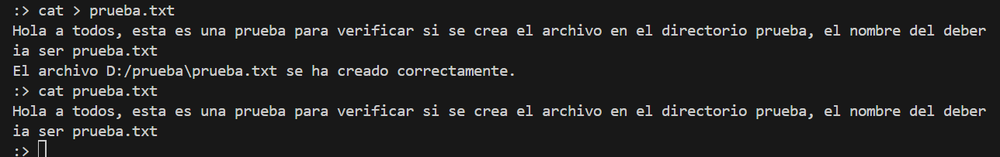 :> cat > prueba.txt
Hola a todos, esta es una prueba para verificar si se crea el archivo en el directorio prueba, el nombre del deber
ia ser prueba.txt
El archivo D:/prueba\prueba.txt se ha creado correctamente.
:> cat prueba.txt
Hola a todos, esta es una prueba para verificar si se crea el archivo en el directorio prueba, el nombre del deber
ia ser prueba.txt
:>